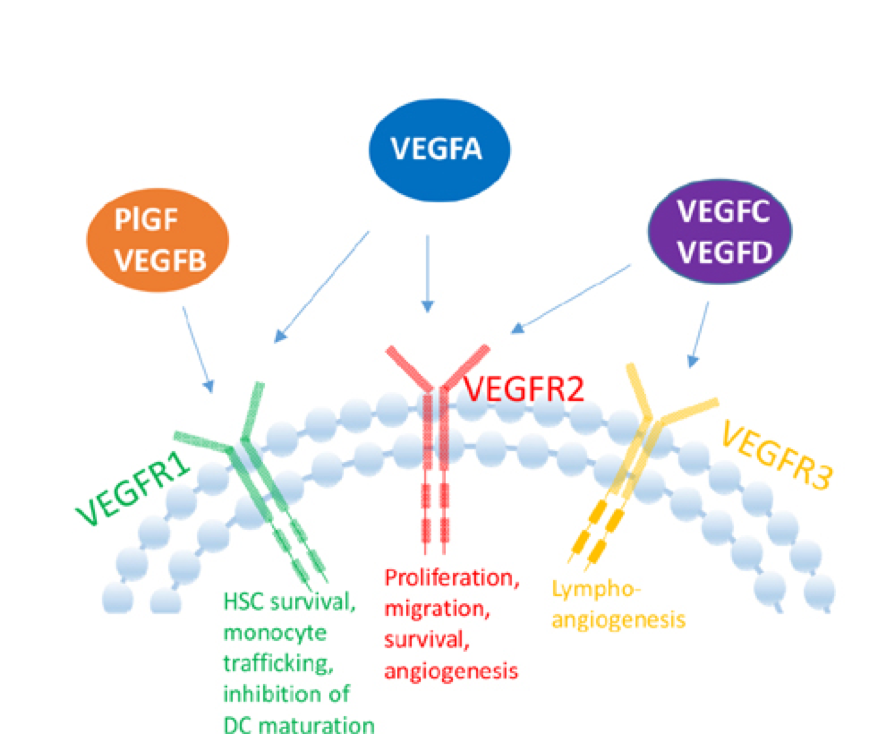 VEGFA
PlGF
VEGFB
VEGFC
VEGFD
VEGFR1
VEGFR2
VEGFR3
HSC survival,
monocyte
trafficking,
inhibition of
DC maturation
Proliferation,
migration,
survival,
angiogenesis
Lympho-
angiogenesis